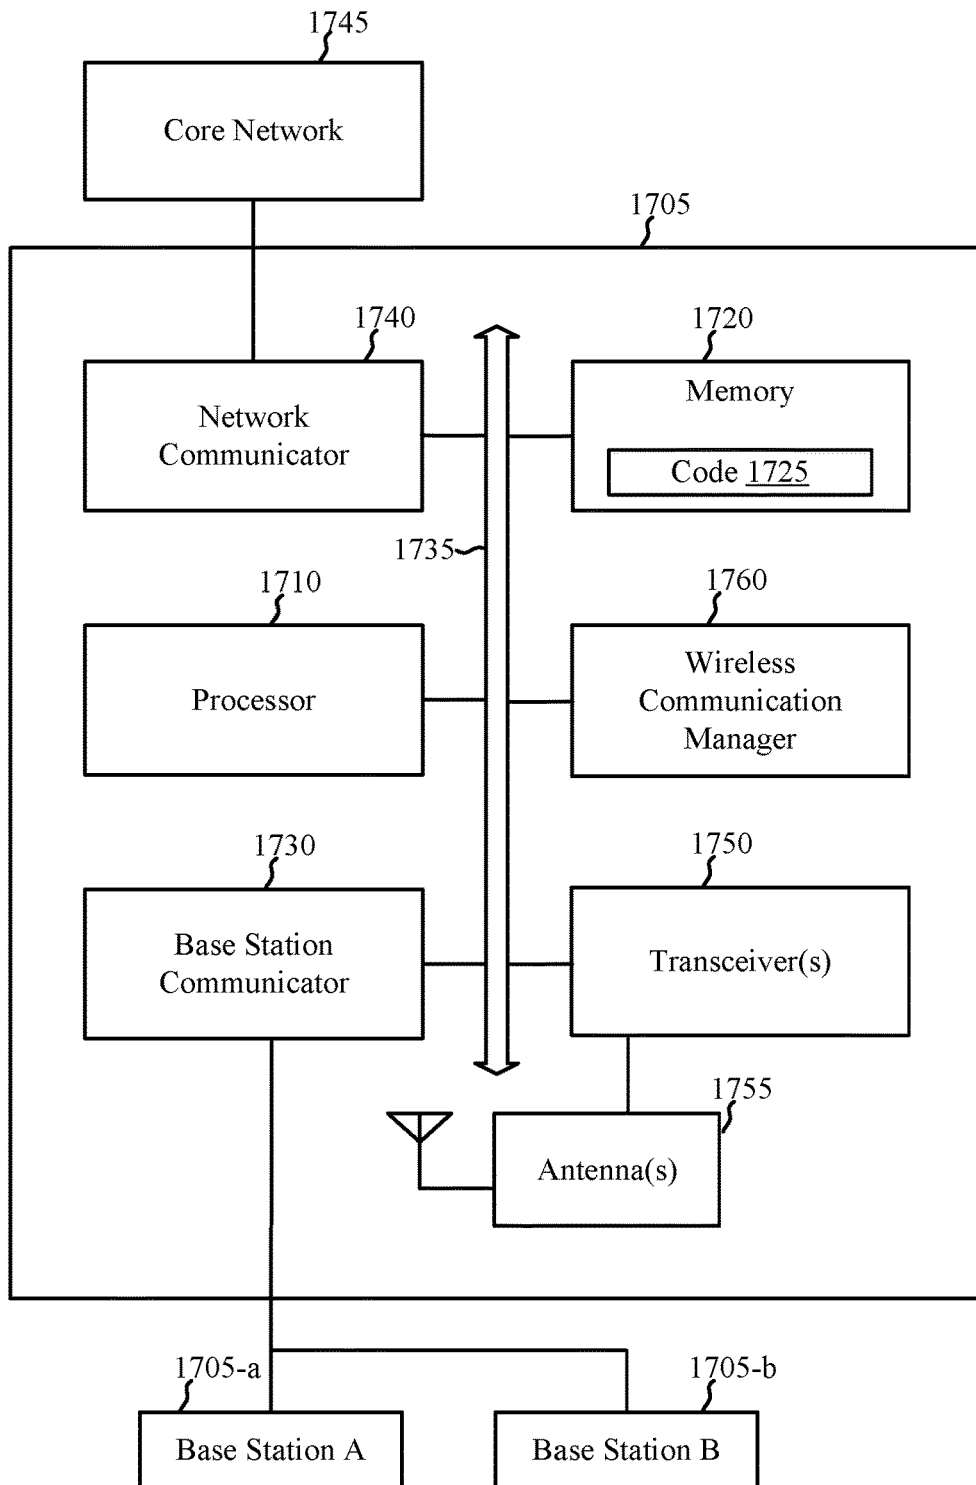 1745
Core Network
1705
1740
1720
Network
Communicator
Memory
Code 1725
1735
1710
1760
Processor
Wireless
Communication
Manager
1730
1750
Base Station
Communicator
Transceiver(s)
1755
Antenna(s)
1705-a
1705-b
Base Station A
Base Station B